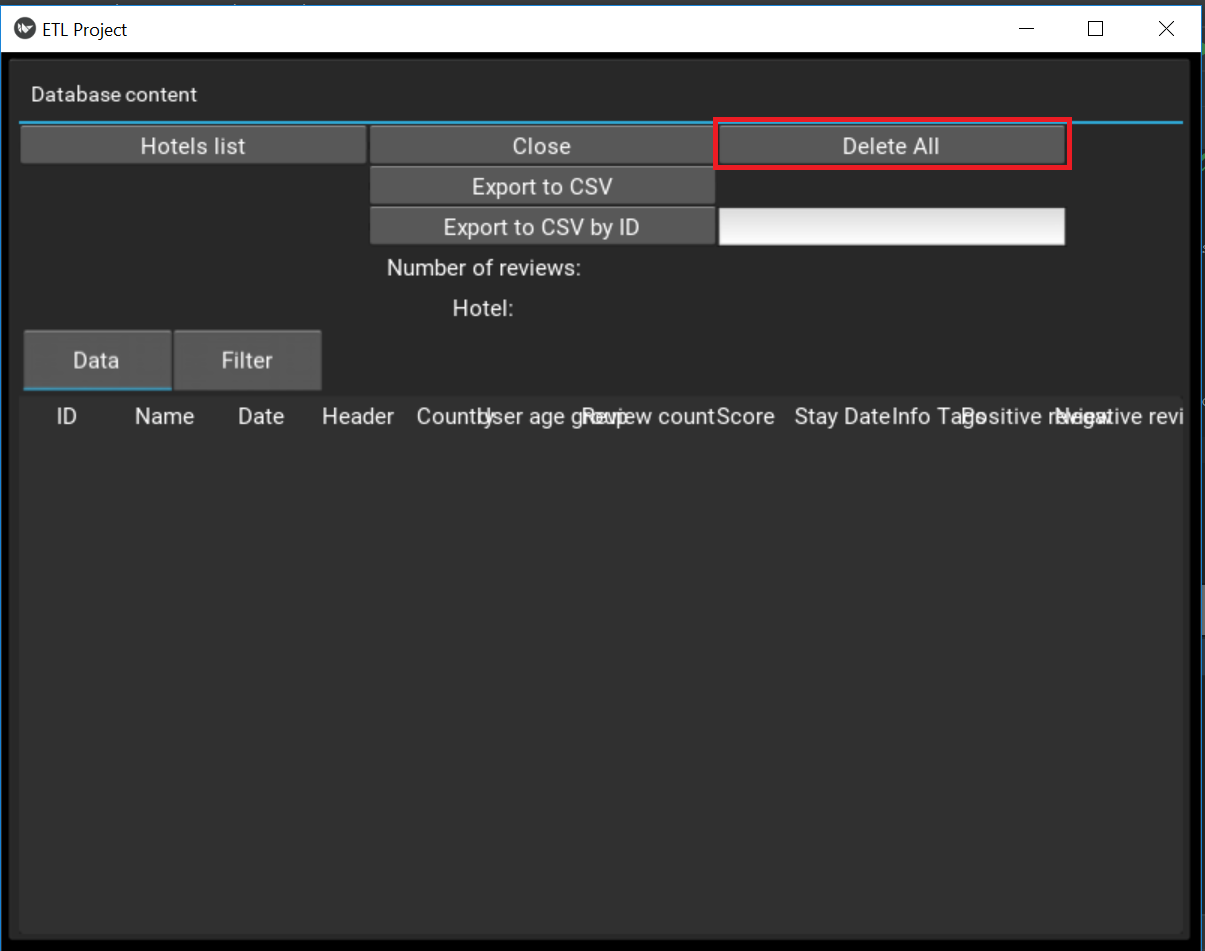 ETL Project
Database content
Hotels list Close Delete All
Export to CSV
Export to CSV by ID
Number of reviews:
Hotel:
Data Filter
ID Name Date Header Country User age group Review count Score Stay Date Info Tags Positive review Negative revi